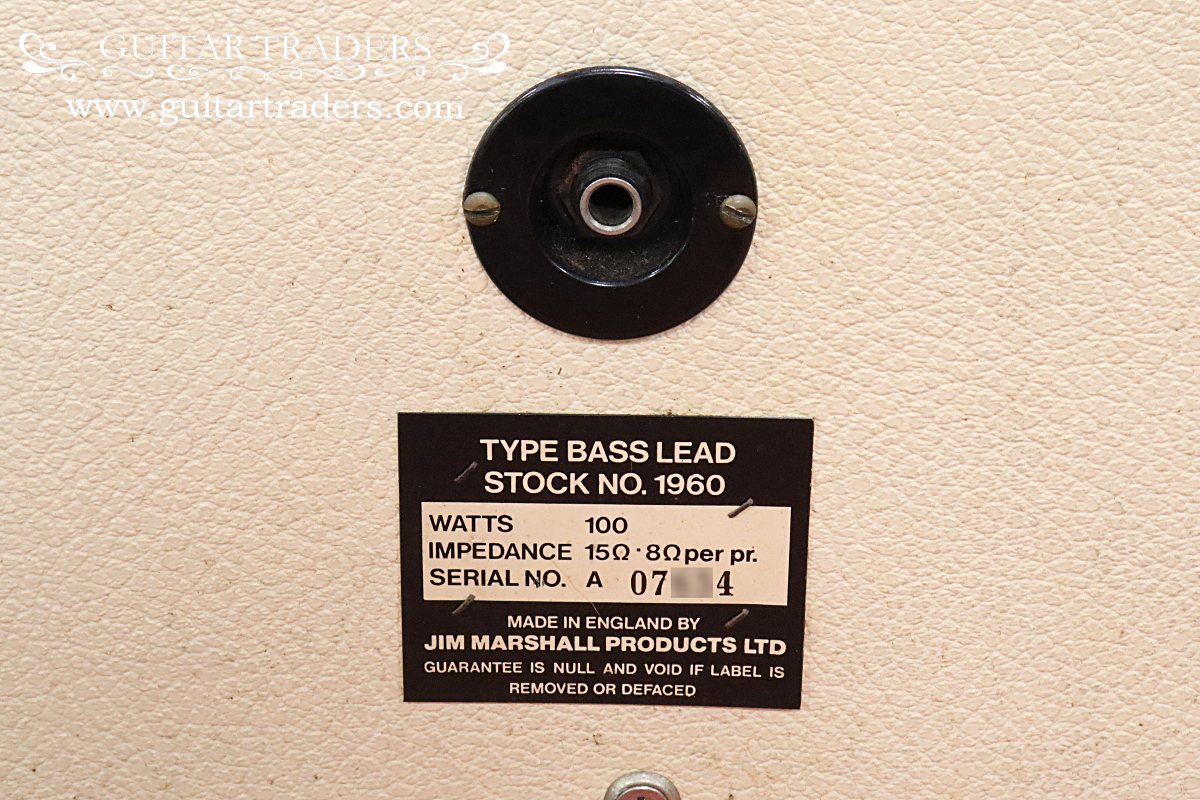 GUITAR TRADERS
www.guitartraders.com
TYPE BASS LEAD
STOCK NO. 1960
WATTS 100
IMPEDANCE 15Ω · 8Ω per pr.
SERIAL NO. A 07 4
MADE IN ENGLAND BY
JIM MARSHALL PRODUCTS LTD
GUARANTEE IS NULL AND VOID IF LABEL IS
REMOVED OR DEFACED